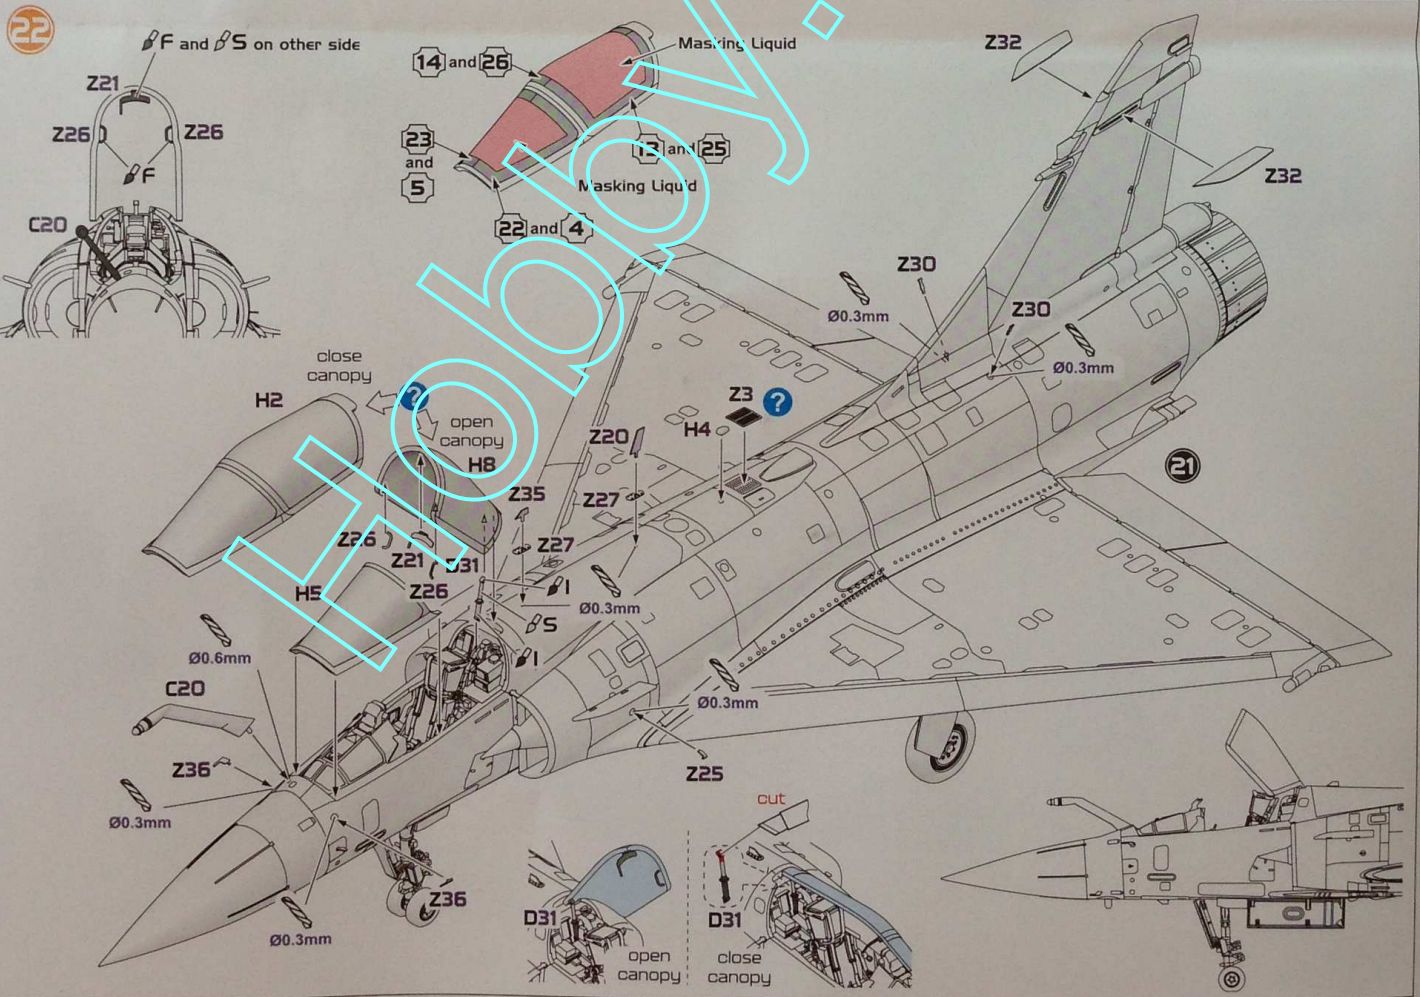 22
F and S on other side
Z21
Z26
Z26
F
C20
14 and 26
Masking Liquid
23
and
5
13 and 25
Masking Liquid
22 and 4
Z32
Z32
Z30
Ø0.3mm
Z30
Ø0.3mm
close
canopy
?
H2
open
canopy
H8
Z3
?
H4
Z20
21
Z35
Z27
Z26
Z21
Z27
D31
H5
Z26
I
Ø0.3mm
S
I
Ø0.6mm
C20
Ø0.3mm
Z36
Z25
Ø0.3mm
cut
Z36
Ø0.3mm
D31
open
canopy
D31
close
canopy
Hobby.